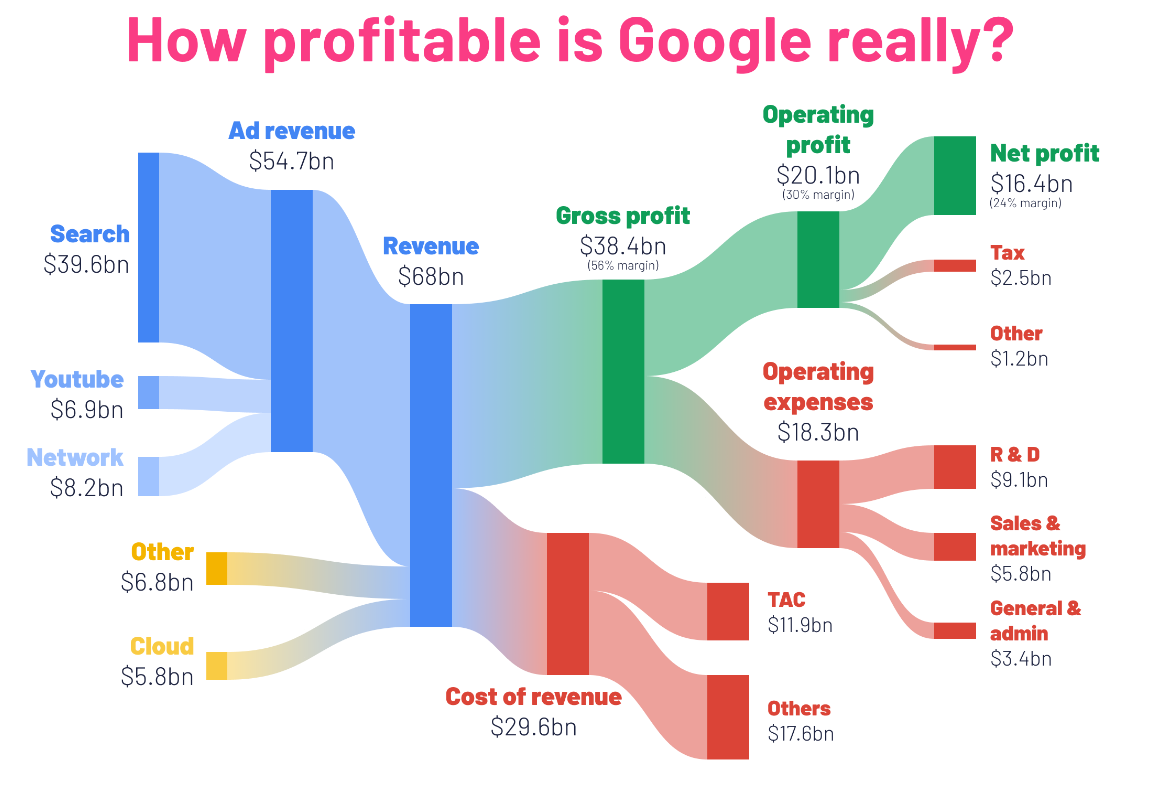 How profitable is Google really?
Ad revenue
$54.7bn
Search
$39.6bn
Youtube
$6.9bn
Network
$8.2bn
Other
$6.8bn
Cloud
$5.8bn
Revenue
$68bn
Gross profit
$38.4bn
(56% margin)
Cost of revenue
$29.6bn
Operating
profit
$20.1bn
(30% margin)
Operating
expenses
$18.3bn
TAC
$11.9bn
Others
$17.6bn
Net profit
$16.4bn
(24% margin)
Tax
$2.5bn
Other
$1.2bn
R & D
$9.1bn
Sales &
marketing
$5.8bn
General &
admin
$3.4bn